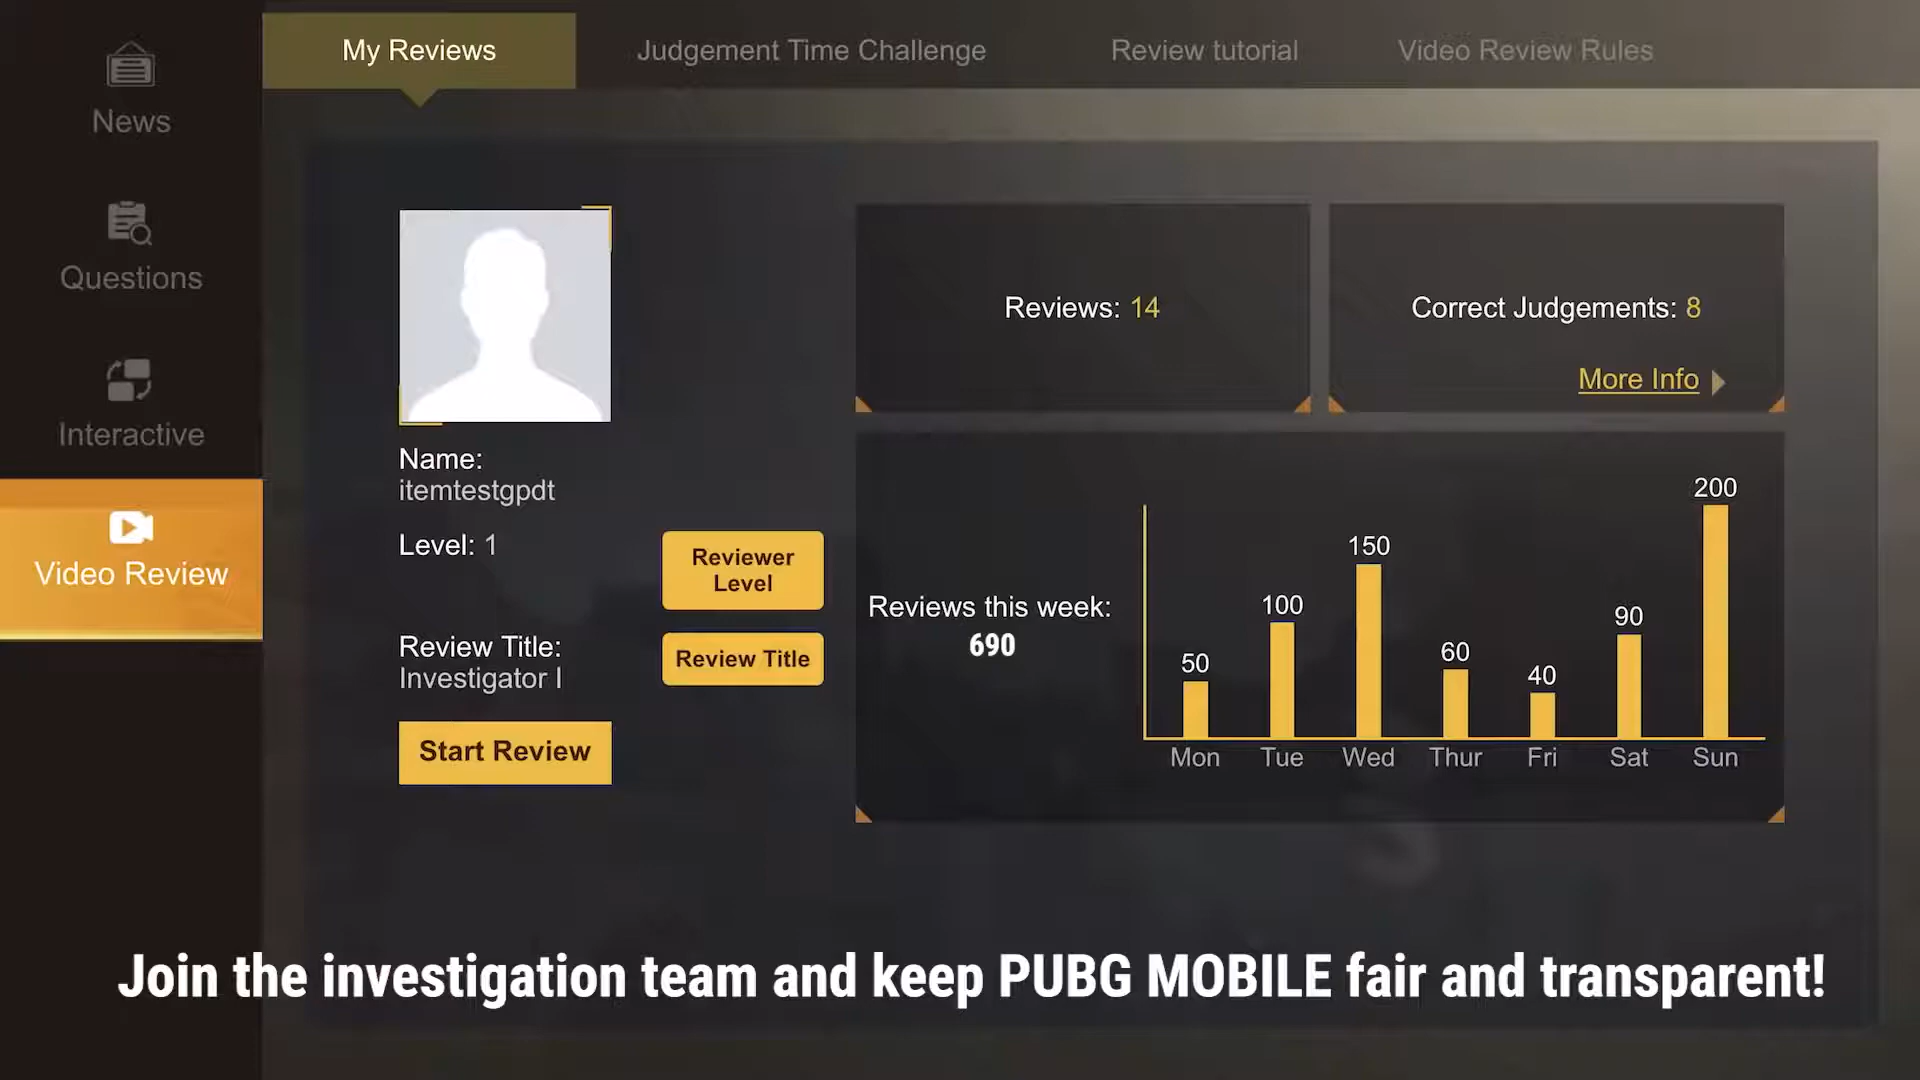 My Reviews
Judgement Time Challenge
Review tutorial
Video Review Rules
News
Questions
Interactive
Video Review
Name:
itemtestgpdt
Level: 1
Reviewer
Level
Review Title:
Investigator I
Review Title
Start Review
Reviews: 14
Correct Judgements: 8
More Info
Reviews this week:
690
50
100
150
60
40
90
200
Mon
Tue
Wed
Thur
Fri
Sat
Sun
Join the investigation team and keep PUBG MOBILE fair and transparent!